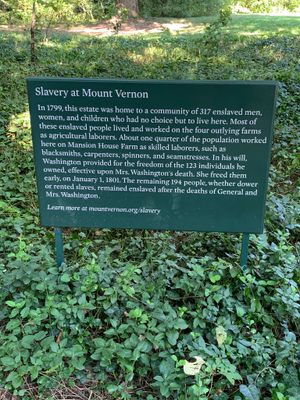 Slavery at Mount Vernon
In 1799, this estate was home to a community of 317 enslaved men,
women, and children who had no choice but to live here. Most of
these enslaved people lived and worked on the four outlying farms
as agricultural laborers. About one quarter of the population worked
here on Mansion House Farm as skilled laborers, such as
blacksmiths, carpenters, spinners, and seamstresses. In his will,
Washington provided for the freedom of the 123 individuals he
owned, effective upon Mrs. Washington's death. She freed them
early, on January 1, 1801. The remaining 194 people, whether dower
or rented slaves, remained enslaved after the deaths of General and
Mrs. Washington.
Learn more at mountvernon.org/slavery